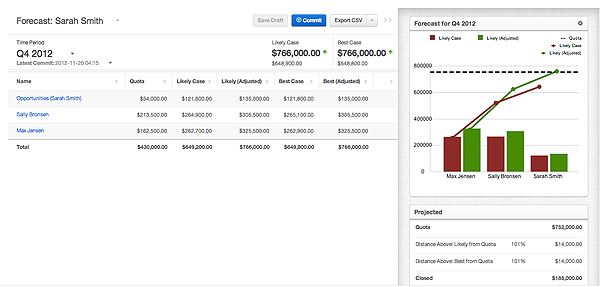 Forecast: Sarah Smith
Save Draft
Commit
Export CSV
Time Period
Q4 2012
Latest Commit: 2012-11-20 04:15
Likely Case
$766,000.00
$648,900.00
Best Case
$766,000.00
$648,800.00
Name Quota Likely Case Likely (Adjusted) Best Case Best (Adjusted)
Opportunities (Sarah Smith) $54,000.00 $121,600.00 $135,000.00 $121,800.00 $135,000.00
Sally Bronsen $213,500.00 $264,900.00 $305,500.00 $265,100.00 $305,500.00
Max Jensen $162,500.00 $262,700.00 $325,500.00 $262,900.00 $325,500.00
Total $430,000.00 $649,200.00 $766,000.00 $649,800.00 $766,000.00
Forecast for Q4 2012
Likely Case
Likely (Adjusted)
Quota
Likely Case
Likely (Adjusted)
800000
600000
400000
200000
0
Max Jensen Sally Bronsen Sarah Smith
Projected
Quota $752,000.00
Distance Above: Likely from Quota 101% $14,000.00
Distance Above: Best from Quota 101% $14,000.00
Closed $185,000.00